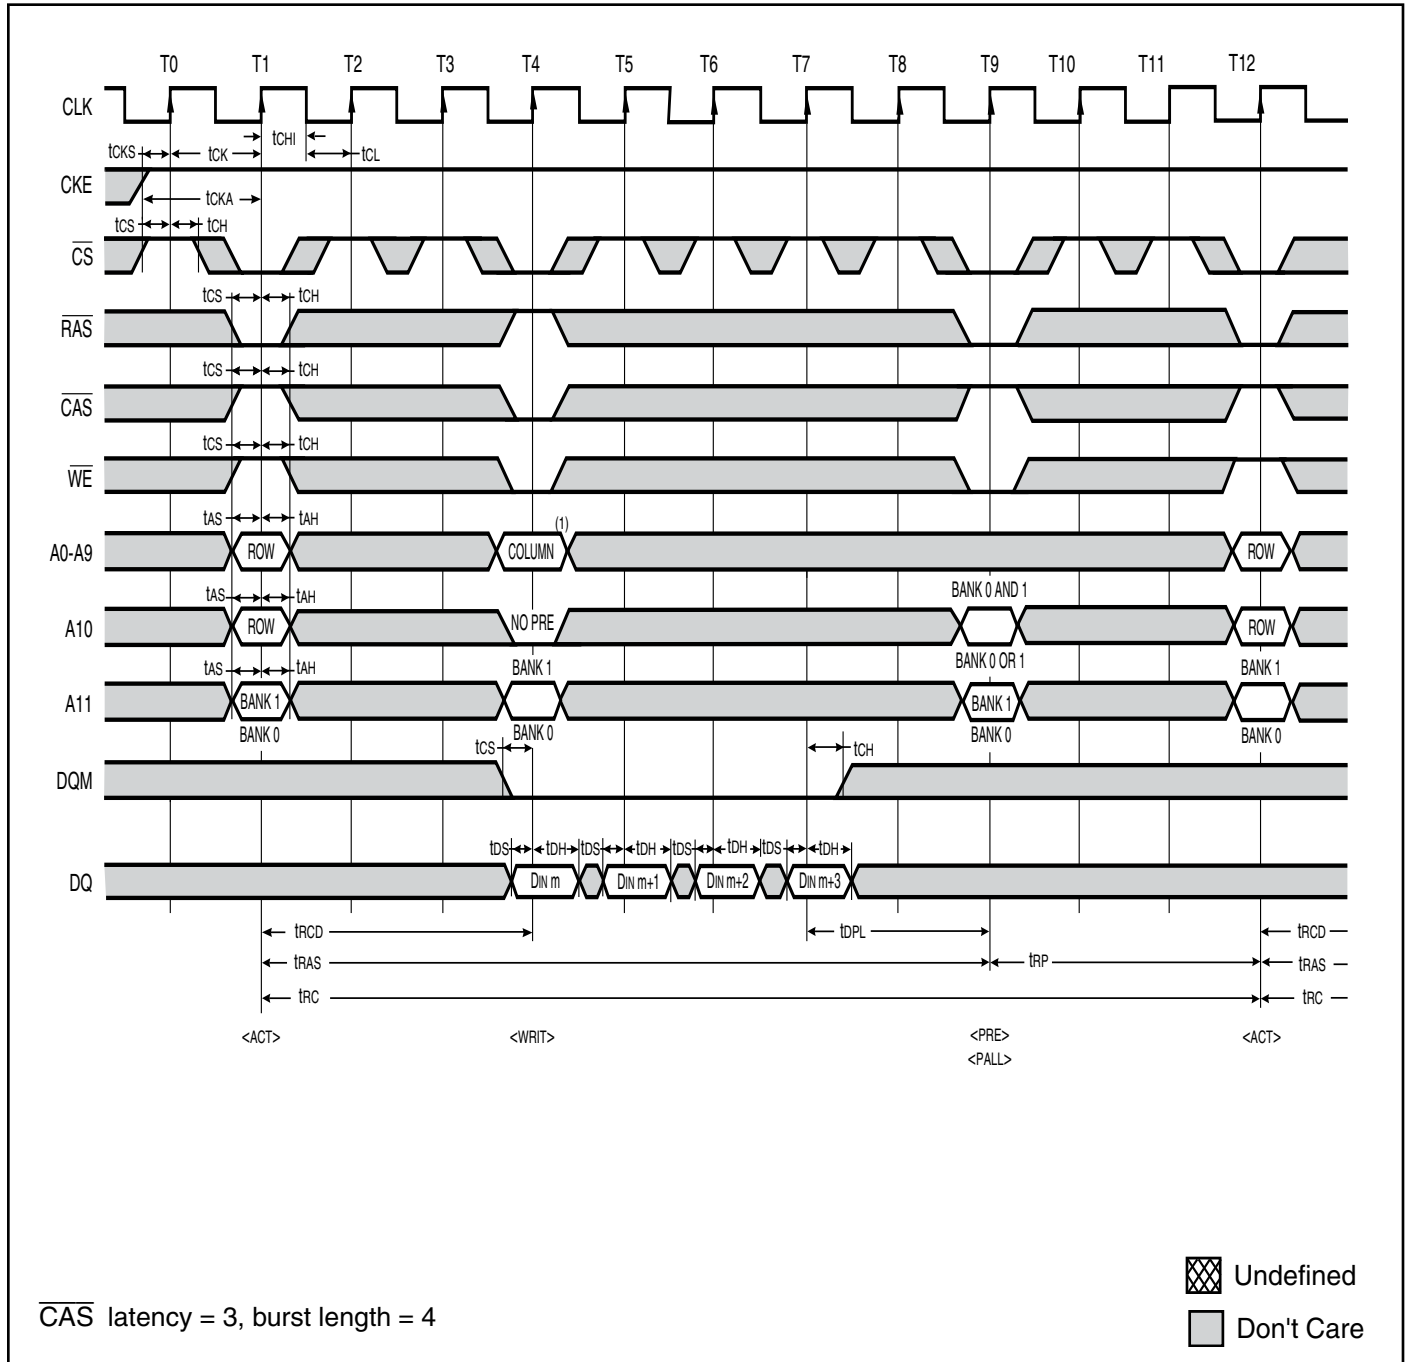 T0 T1 T2 T3 T4 T5 T6 T7 T8 T9 T10 T11 T12
CLK
tCHI
tCKS tCK tCL
CKE
tCKA
tCS tCH
CS
tCS tCH
RAS
tCS tCH
CAS
tCS tCH
WE
tAS tAH (1)
A0-A9 ROW COLUMN ROW
tAS tAH BANK 0 AND 1
A10 ROW NO PRE ROW
tAS tAH BANK 1 BANK 0 OR 1 BANK 1
A11 BANK 1 BANK 1
BANK 0 BANK 0 BANK 0 BANK 0
tCS tCH
DQM
tDS tDH tDS tDH tDS tDH tDS tDH
DQ DIN m DIN m+1 DIN m+2 DIN m+3
tRCD tDPL tRCD
tRAS tRP tRAS
tRC tRC
<ACT> <WRIT> <PRE> <ACT>
<PALL>
Undefined
CAS latency = 3, burst length = 4
Don't Care